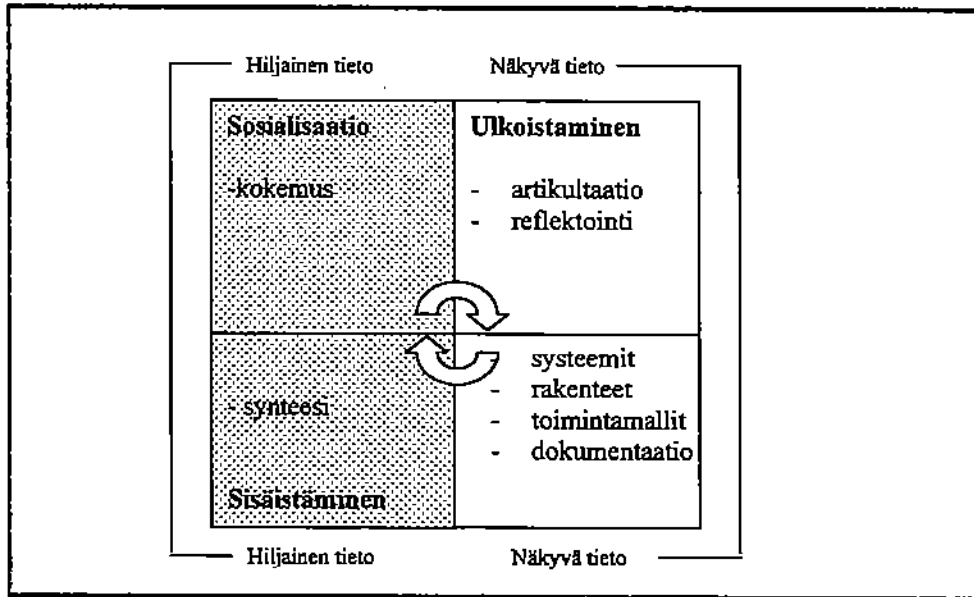 Hiljainen tieto
Näkyvä tieto
Sosialisaatio
-kokemus
Ulkoistaminen
- artikultaatio
- reflektointi
- synteesi
Sisäistäminen
systeemit
- rakenteet
- toimintamallit
- dokumentaatio
Hiljainen tieto
Näkyvä tieto